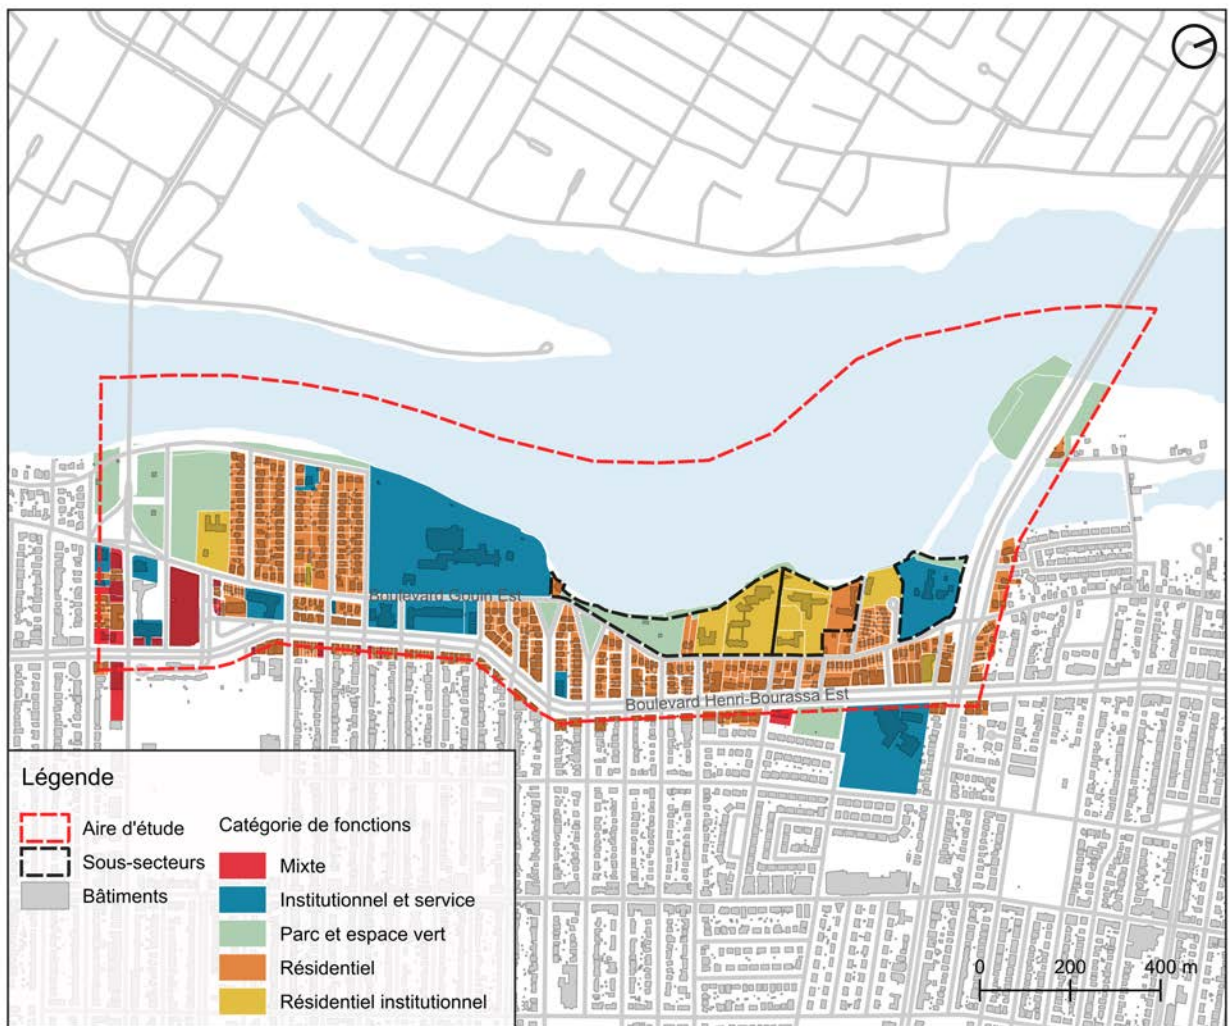 Boulevard Gouin Est
Boulevard Henri-Bourassa Est
Légende
Aire d'étude
Sous-secteurs
Bâtiments
Catégorie de fonctions
Mixte
Institutionnel et service
Parc et espace vert
Résidentiel
Résidentiel institutionnel
0 200 400 m